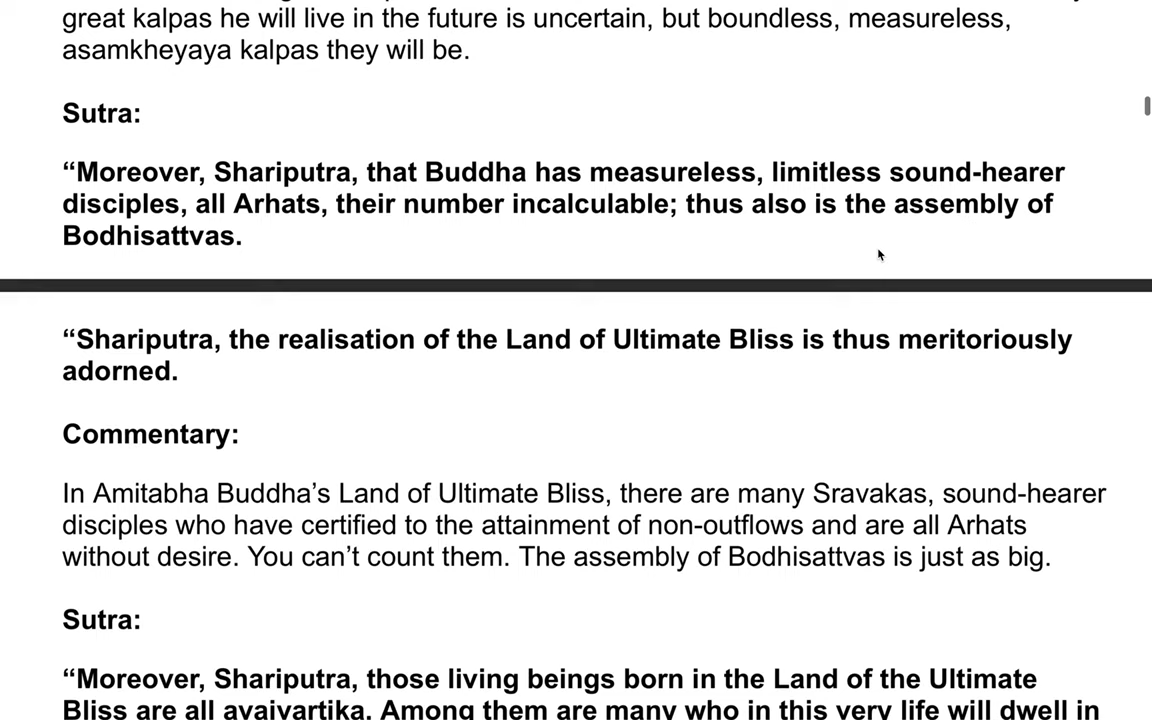 great kalpas he will live in the future is uncertain, but boundless, measureless,
asamkheyaya kalpas they will be.
Sutra:
“Moreover, Shariputra, that Buddha has measureless, limitless sound-hearer
disciples, all Arhats, their number incalculable; thus also is the assembly of
Bodhisattvas.
“Shariputra, the realisation of the Land of Ultimate Bliss is thus meritoriously
adorned.
Commentary:
In Amitabha Buddha’s Land of Ultimate Bliss, there are many Sravakas, sound-hearer
disciples who have certified to the attainment of non-outflows and are all Arhats
without desire. You can’t count them. The assembly of Bodhisattvas is just as big.
Sutra:
“Moreover, Shariputra, those living beings born in the Land of the Ultimate
Bliss are all avaivartika. Among them are many who in this very life will dwell in